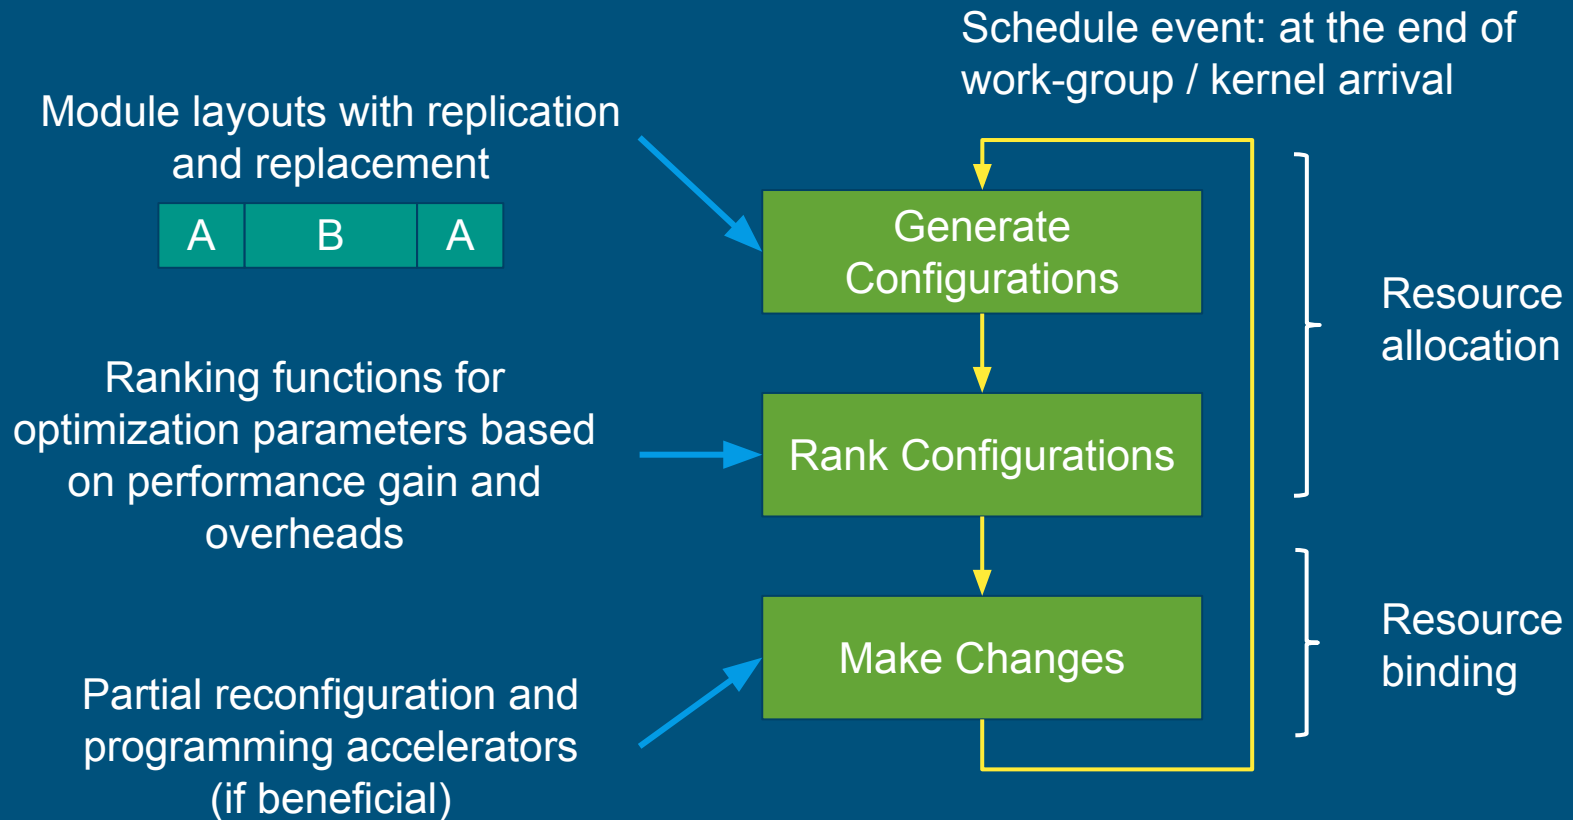 Schedule event: at the end of
work-group / kernel arrival
Module layouts with replication
and replacement
A B A
Generate
Configurations
Resource
allocation
Ranking functions for
optimization parameters based
on performance gain and
overheads
Rank Configurations
Make Changes
Resource
binding
Partial reconfiguration and
programming accelerators
(if beneficial)